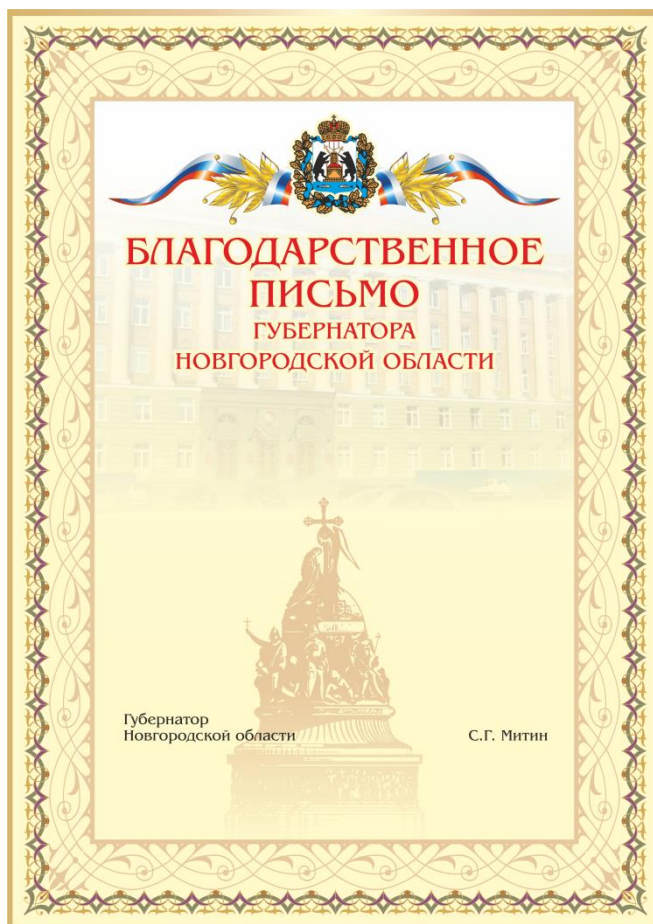 БЛАГОДАРСТВЕННОЕ
ПИСЬМО
ГУБЕРНАТОРА
НОВГОРОДСКОЙ ОБЛАСТИ
Губернатор
Новгородской области
С.Г. Митин